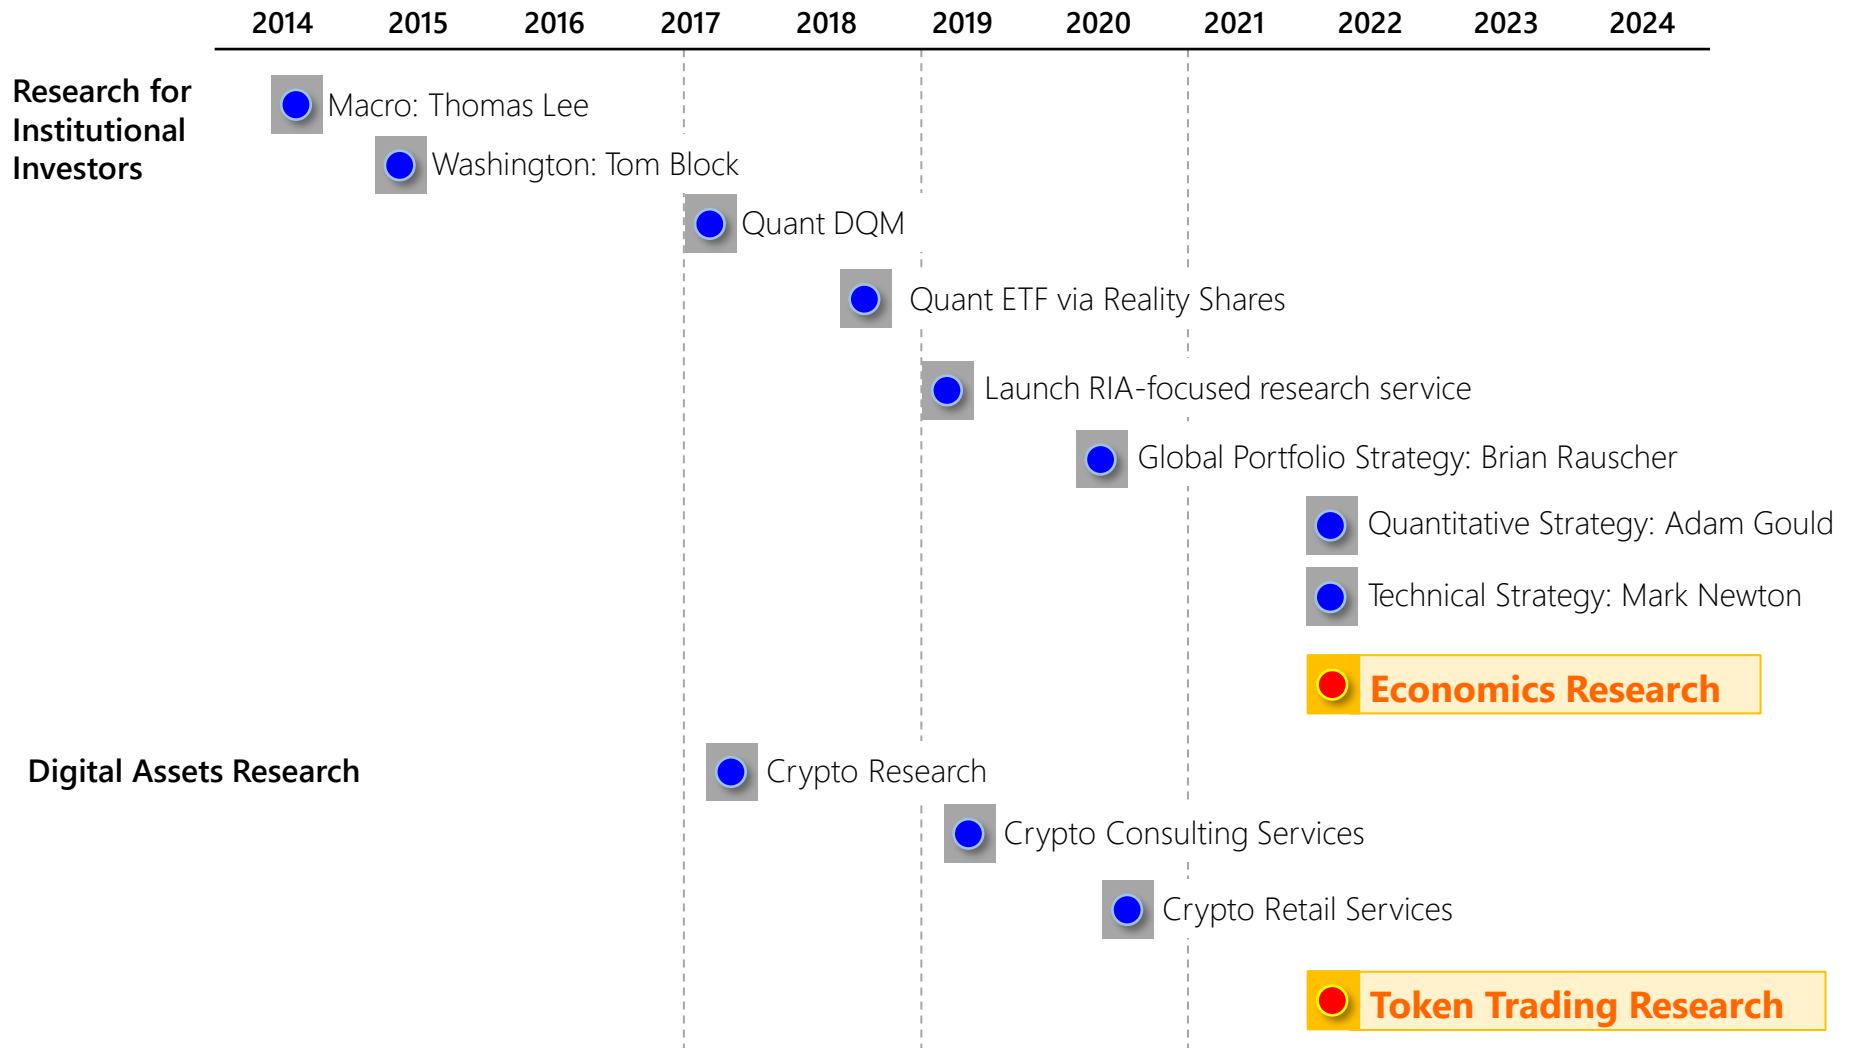 2014 2015 2016 2017 2018 2019 2020 2021 2022 2023 2024
Research for
Institutional
Investors
Macro: Thomas Lee
Washington: Tom Block
Quant DQM
Quant ETF via Reality Shares
Launch RIA-focused research service
Global Portfolio Strategy: Brian Rauscher
Quantitative Strategy: Adam Gould
Technical Strategy: Mark Newton
Economics Research
Digital Assets Research
Crypto Research
Crypto Consulting Services
Crypto Retail Services
Token Trading Research